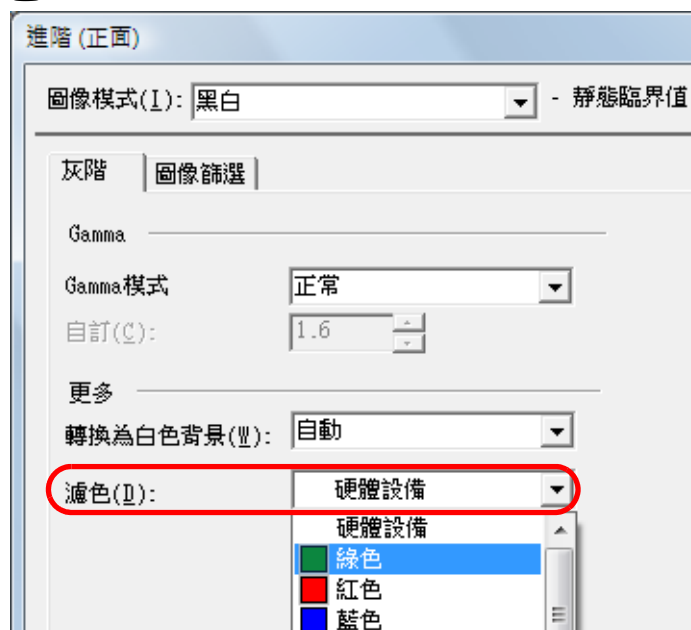 進階 (正面)
圖像模式(I): 黑白 - 靜態臨界值
灰階 圖像篩選
Gamma
Gamma模式 正常
自訂(C): 1.6
更多
轉換為白色背景(W): 自動
濾色(D): 硬體設備
硬體設備
綠色
紅色
藍色